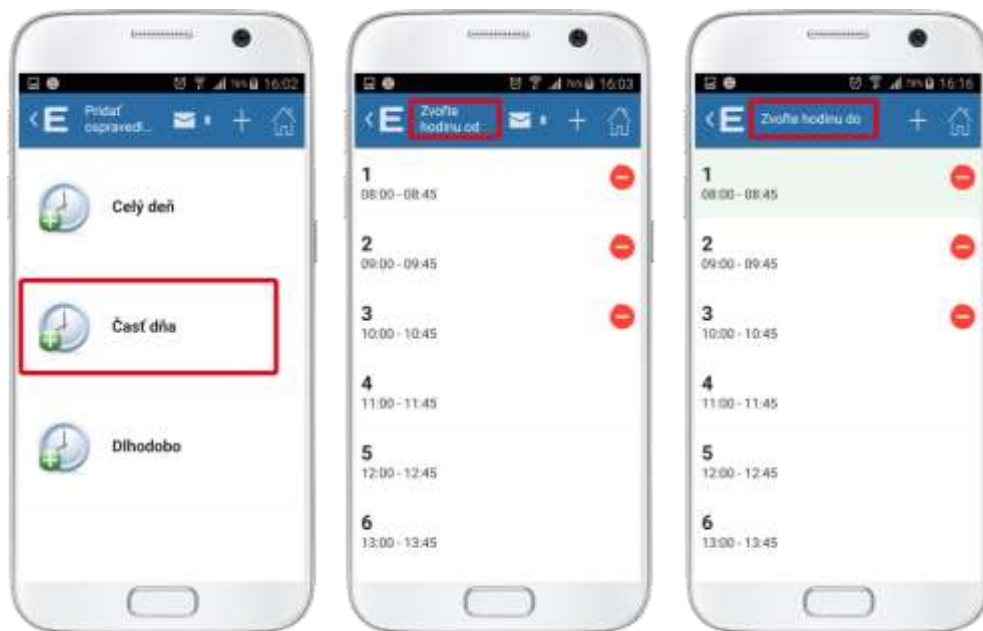 76% 16:02
E
Pridať
ospravedl...
Celý deň
Časť dňa
Dlhodobo
76% 16:03
E
Zvoľte
hodinu od
1
08:00 - 08:45
2
09:00 - 09:45
3
10:00 - 10:45
4
11:00 - 11:45
5
12:00 - 12:45
6
13:00 - 13:45
76% 16:16
E
Zvoľte hodinu do
1
08:00 - 08:45
2
09:00 - 09:45
3
10:00 - 10:45
4
11:00 - 11:45
5
12:00 - 12:45
6
13:00 - 13:45